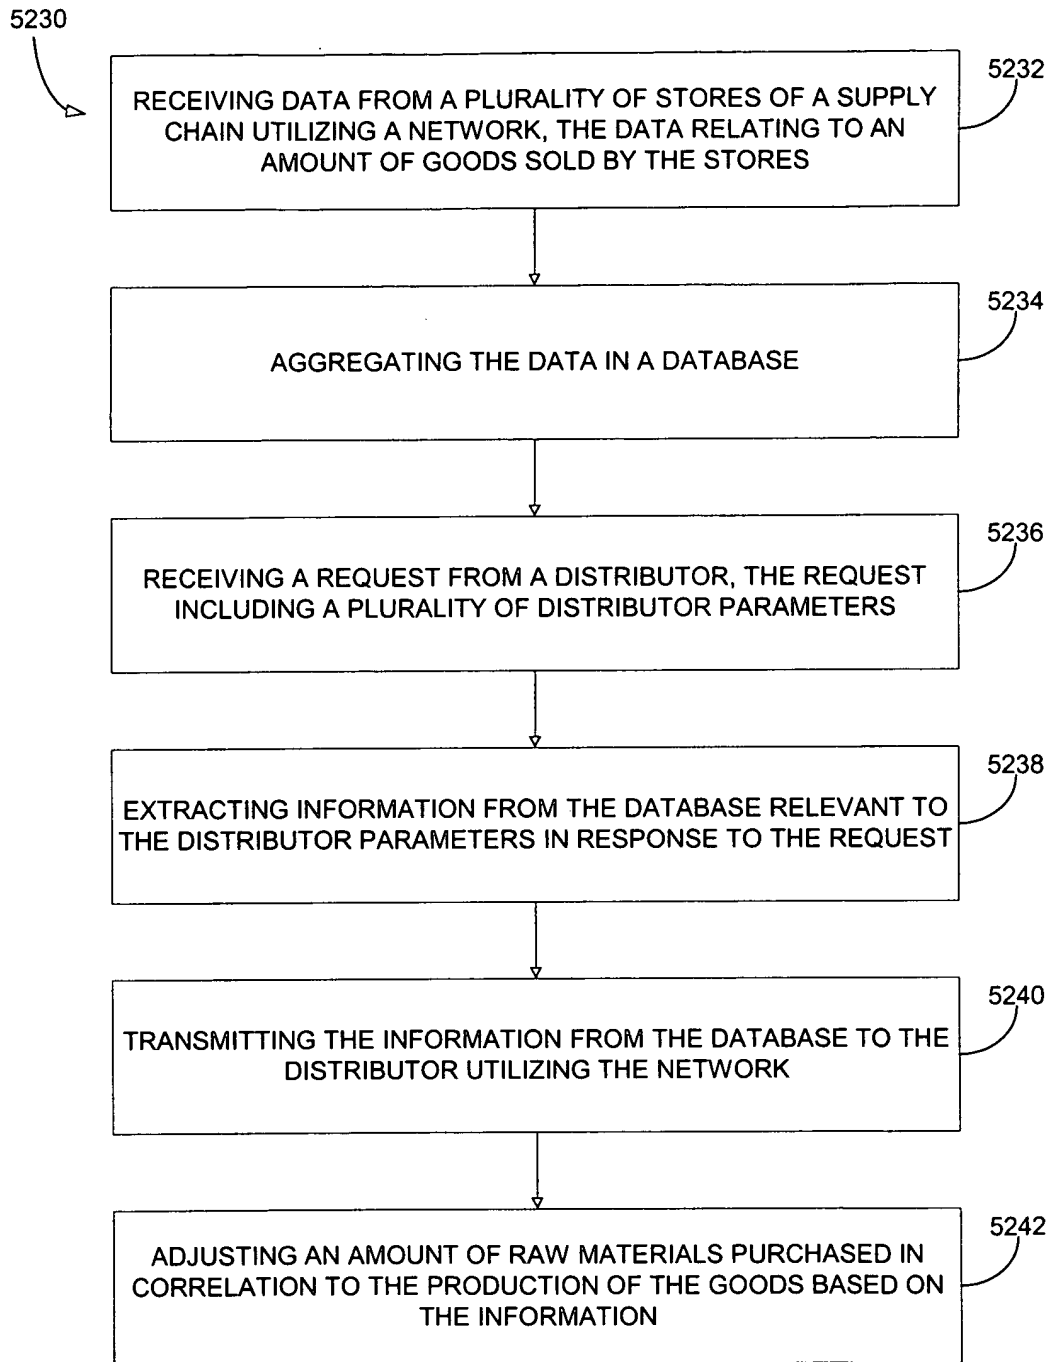 5230
5232
RECEIVING DATA FROM A PLURALITY OF STORES OF A SUPPLY
CHAIN UTILIZING A NETWORK, THE DATA RELATING TO AN
AMOUNT OF GOODS SOLD BY THE STORES
5234
AGGREGATING THE DATA IN A DATABASE
5236
RECEIVING A REQUEST FROM A DISTRIBUTOR, THE REQUEST
INCLUDING A PLURALITY OF DISTRIBUTOR PARAMETERS
5238
EXTRACTING INFORMATION FROM THE DATABASE RELEVANT TO
THE DISTRIBUTOR PARAMETERS IN RESPONSE TO THE REQUEST
5240
TRANSMITTING THE INFORMATION FROM THE DATABASE TO THE
DISTRIBUTOR UTILIZING THE NETWORK
5242
ADJUSTING AN AMOUNT OF RAW MATERIALS PURCHASED IN
CORRELATION TO THE PRODUCTION OF THE GOODS BASED ON
THE INFORMATION